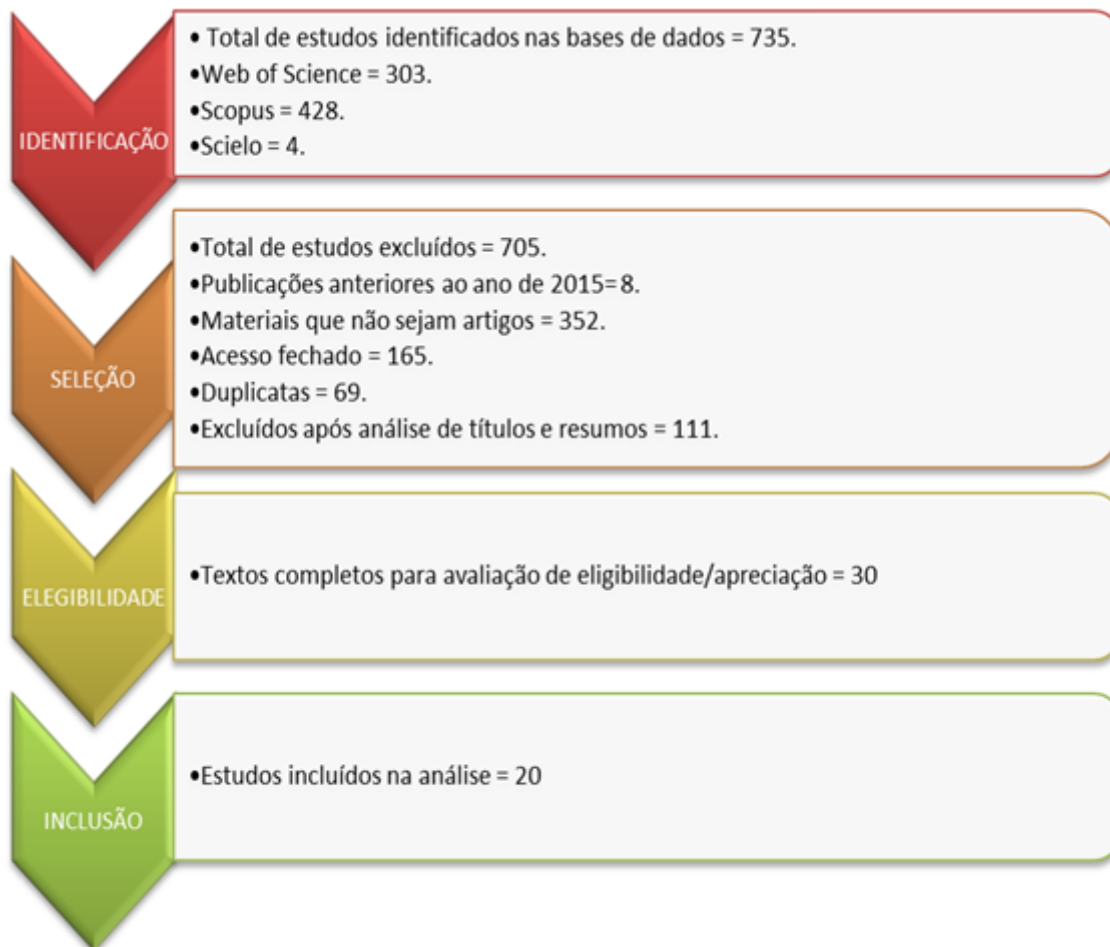 IDENTIFICAÇÃO
• Total de estudos identificados nas bases de dados = 735.
•Web of Science = 303.
•Scopus = 428.
•Scielo = 4.
SELEÇÃO
•Total de estudos excluídos = 705.
•Publicações anteriores ao ano de 2015= 8.
•Materiais que não sejam artigos = 352.
•Acesso fechado = 165.
•Duplicatas = 69.
•Excluídos após análise de títulos e resumos = 111.
ELEGIBILIDADE
•Textos completos para avaliação de eligibilidade/apreciação = 30
INCLUSÃO
•Estudos incluídos na análise = 20